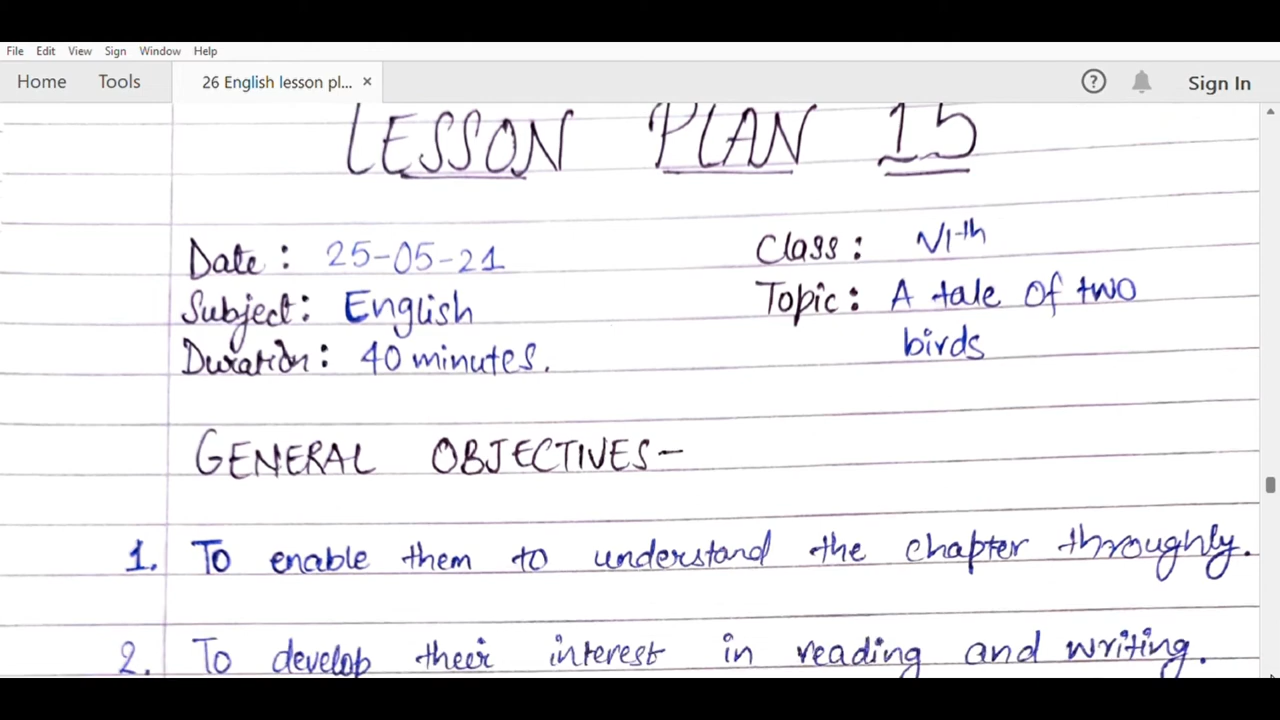 File Edit View Sign Window Help
Home Tools 26 English lesson pl... × ? Sign In
LESSON PLAN 15
Date: 25-05-21 Class: VIth
Subject: English Topic: A tale of two
Duration: 40 minutes. birds
GENERAL OBJECTIVES-
1. To enable them to understand the chapter throughly.
2. To develop their interest in reading and writing.